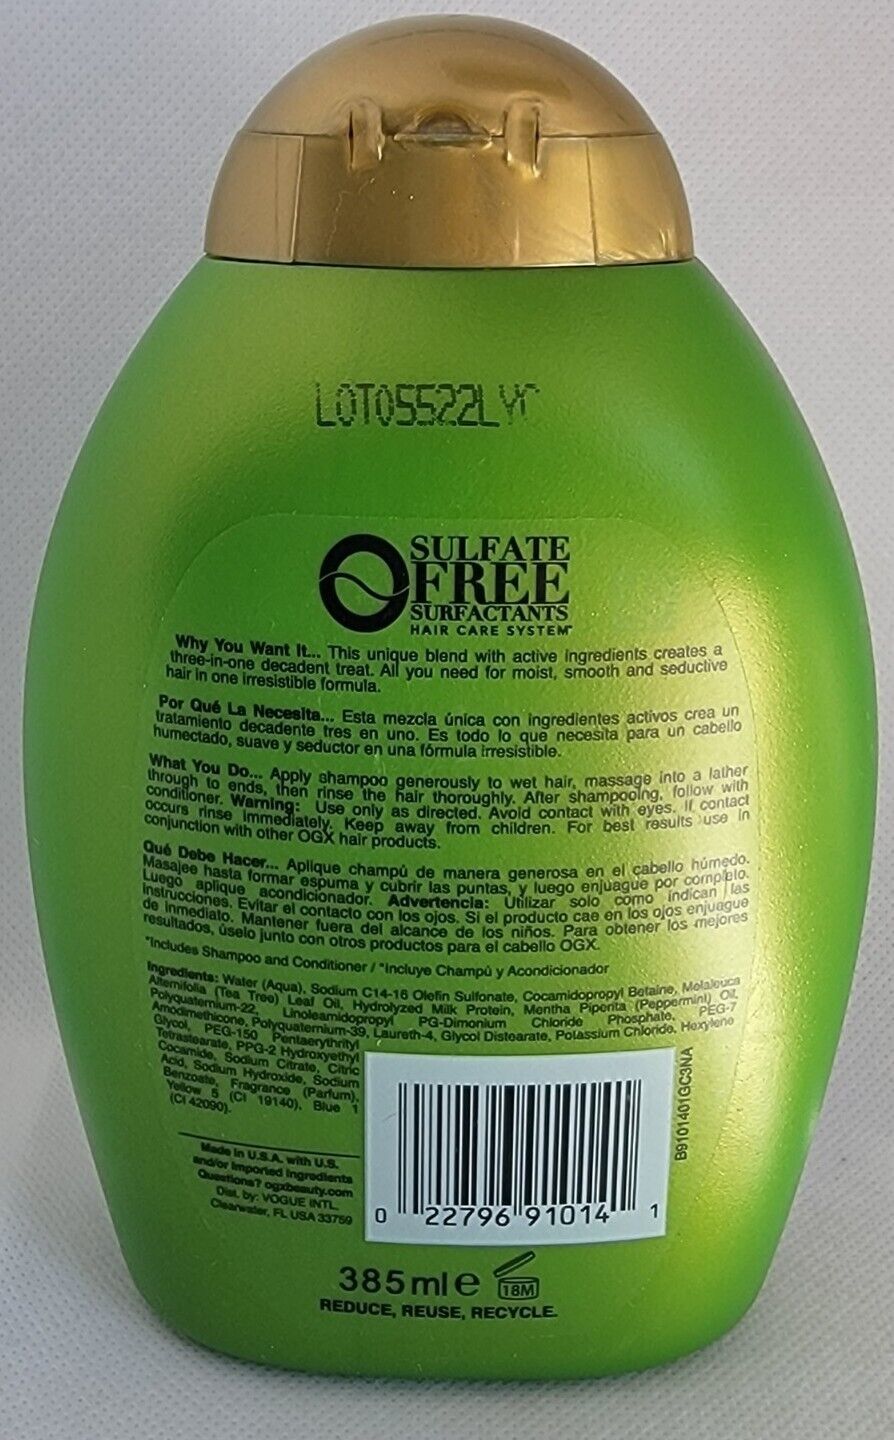 LOT05522LYC
SULFATE
FREE
SURFACTANTS
HAIR CARE SYSTEM™
Why You Want It... This unique blend with active ingredients creates a
three-in-one decadent treat. All you need for moist, smooth and seductive
hair in one irresistible formula.
Por Qué La Necesita... Esta mezcla única con ingredientes activos crea un
tratamiento decadente tres en uno. Es todo lo que necesita para un cabello
humectado, suave y seductor en una fórmula irresistible.
What You Do... Apply shampoo generously to wet hair, massage into a lather
through to ends, then rinse the hair thoroughly. After shampooing, follow with
conditioner. Warning: Use only as directed. Avoid contact with eyes. If contact
occurs rinse immediately. Keep away from children. For best results use in
conjunction with other OGX hair products.
Qué Debe Hacer... Aplique champú de manera generosa en el cabello húmedo.
Masajee hasta formar espuma y cubrir las puntas, y luego enjuague por completo.
Luego aplique acondicionador. Advertencia: Utilizar solo como indican las
instrucciones. Evitar el contacto con los ojos. Si el producto cae en los ojos enjuague
de inmediato. Mantener fuera del alcance de los niños. Para obtener los mejores
resultados, úselo junto con otros productos para el cabello OGX.
*Includes Shampoo and Conditioner / *Incluye Champú y Acondicionador
Ingredients: Water (Aqua), Sodium C14-16 Olefin Sulfonate, Cocamidopropyl Betaine, Melaleuca
Alternifolia (Tea Tree) Leaf Oil, Hydrolyzed Milk Protein, Mentha Piperita (Peppermint) Oil,
Polyquaternium-22, Linoleamidopropyl PG-Dimonium Chloride Phosphate, PEG-7
Amodimethicone, Polyquaternium-39, Laureth-4, Glycol Distearate, Potassium Chloride, Hexylene
Glycol, PEG-150 Pentaerythrityl
Tetrastearate, PPG-2 Hydroxyethyl
Cocamide, Sodium Citrate, Citric
Acid, Sodium Hydroxide, Sodium
Benzoate, Fragrance (Parfum),
Yellow 5 (CI 19140), Blue 1
(CI 42090).
Made in U.S.A. with U.S.
and/or imported ingredients
Questions? ogxbeauty.com
Dist. by: VOGUE INTL.
Clearwater, FL USA 33759
0 22796 91014 1
B9101401GC3NA
385ml e 18M
REDUCE, REUSE, RECYCLE.